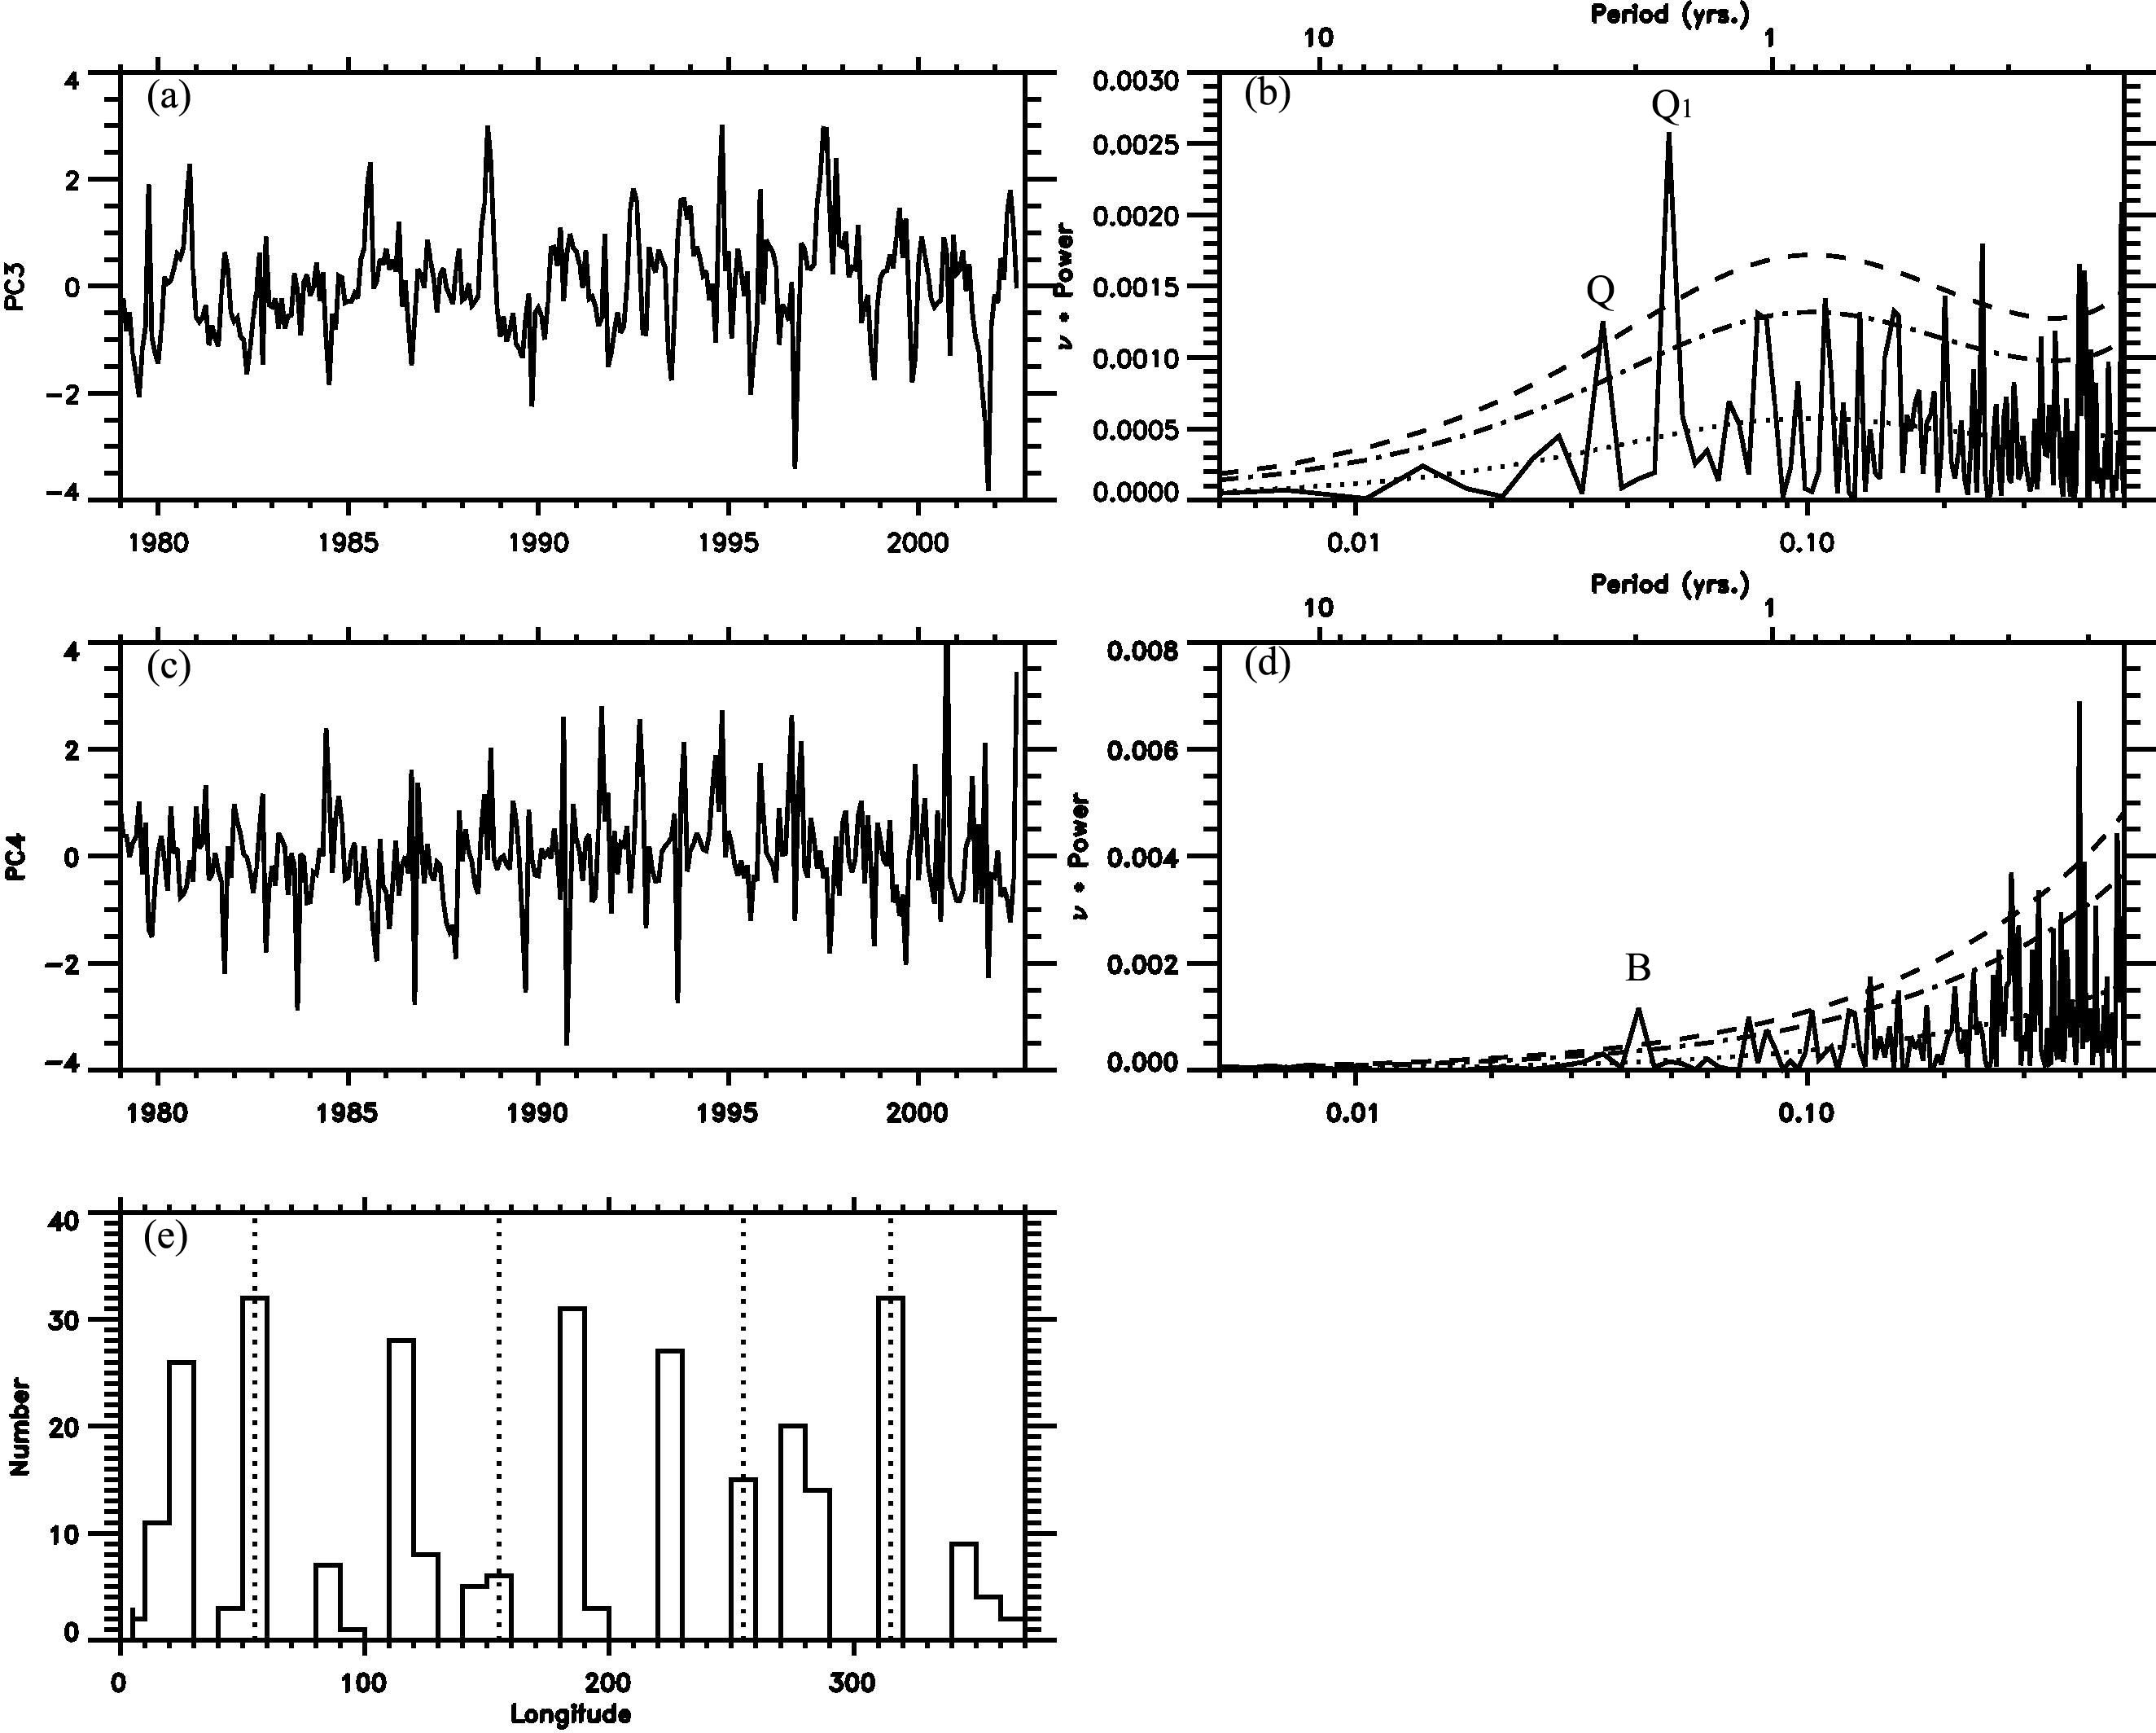 Period (yrs.)
10 1
4 2 0 −2 −4
PC3
(a)
1980 1985 1990 1995 2000
0.0030 0.0025 0.0020 0.0015 0.0010 0.0005 0.0000
ν * Power
(b)
Q
Q1
0.01 0.10
Period (yrs.)
10 1
4 2 0 −2 −4
PC4
(c)
1980 1985 1990 1995 2000
0.008 0.006 0.004 0.002 0.000
ν * Power
(d)
B
0.01 0.10
40 30 20 10 0
Number
(e)
0 100 200 300
Longitude